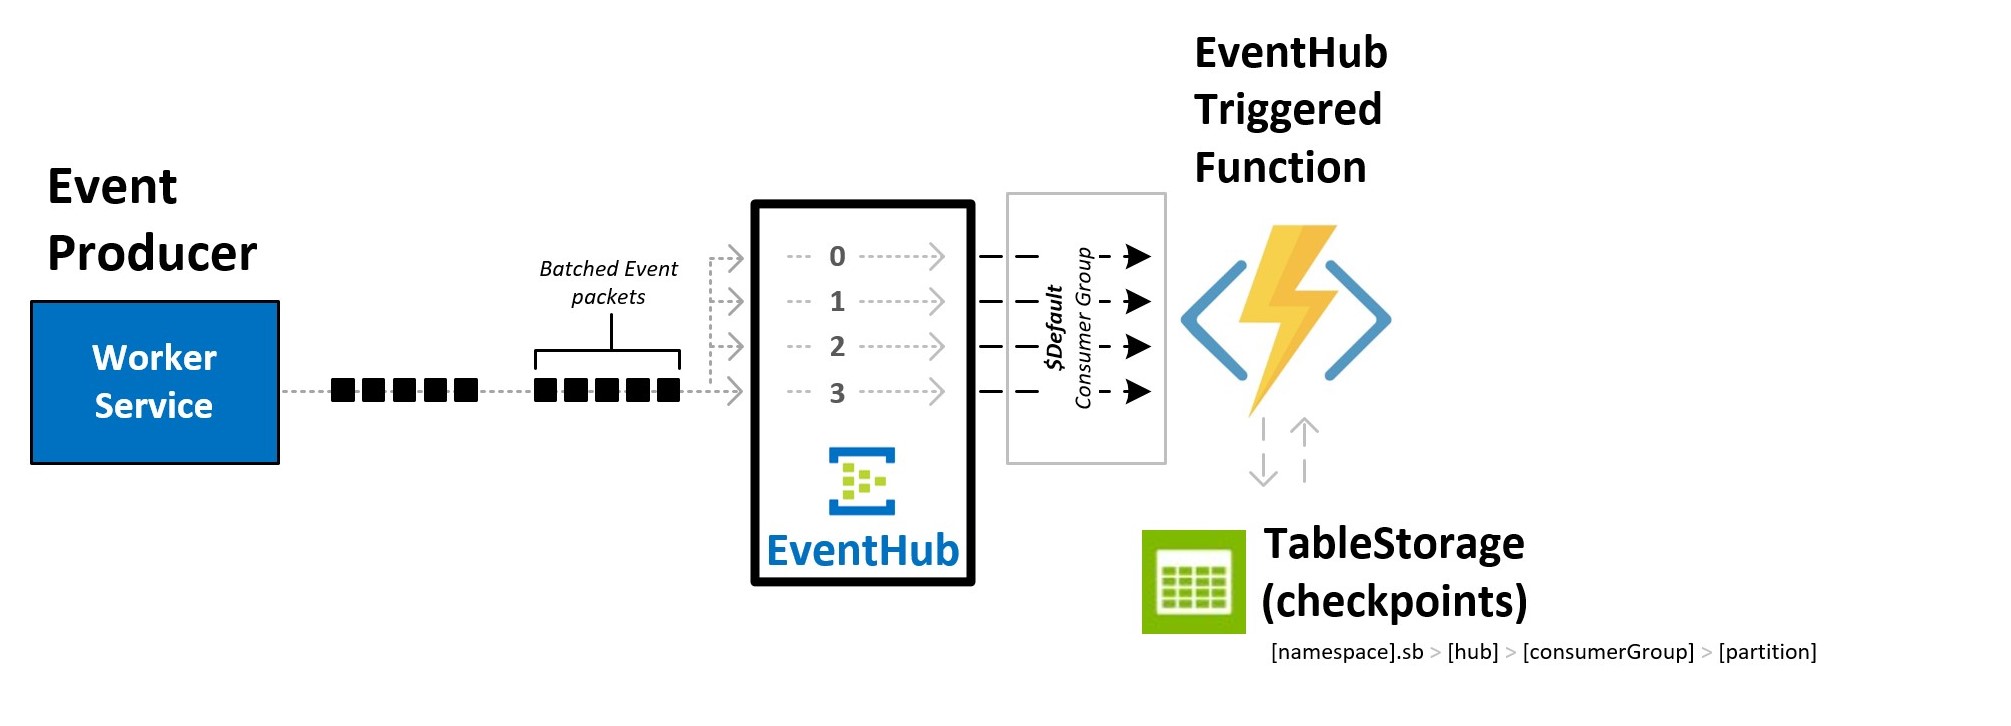 Event
Producer
Worker
Service
Batched Event
packets
0
1
2
3
EventHub
$Default
Consumer Group
EventHub
Triggered
Function
TableStorage
(checkpoints)
[namespace].sb > [hub] > [consumerGroup] > [partition]